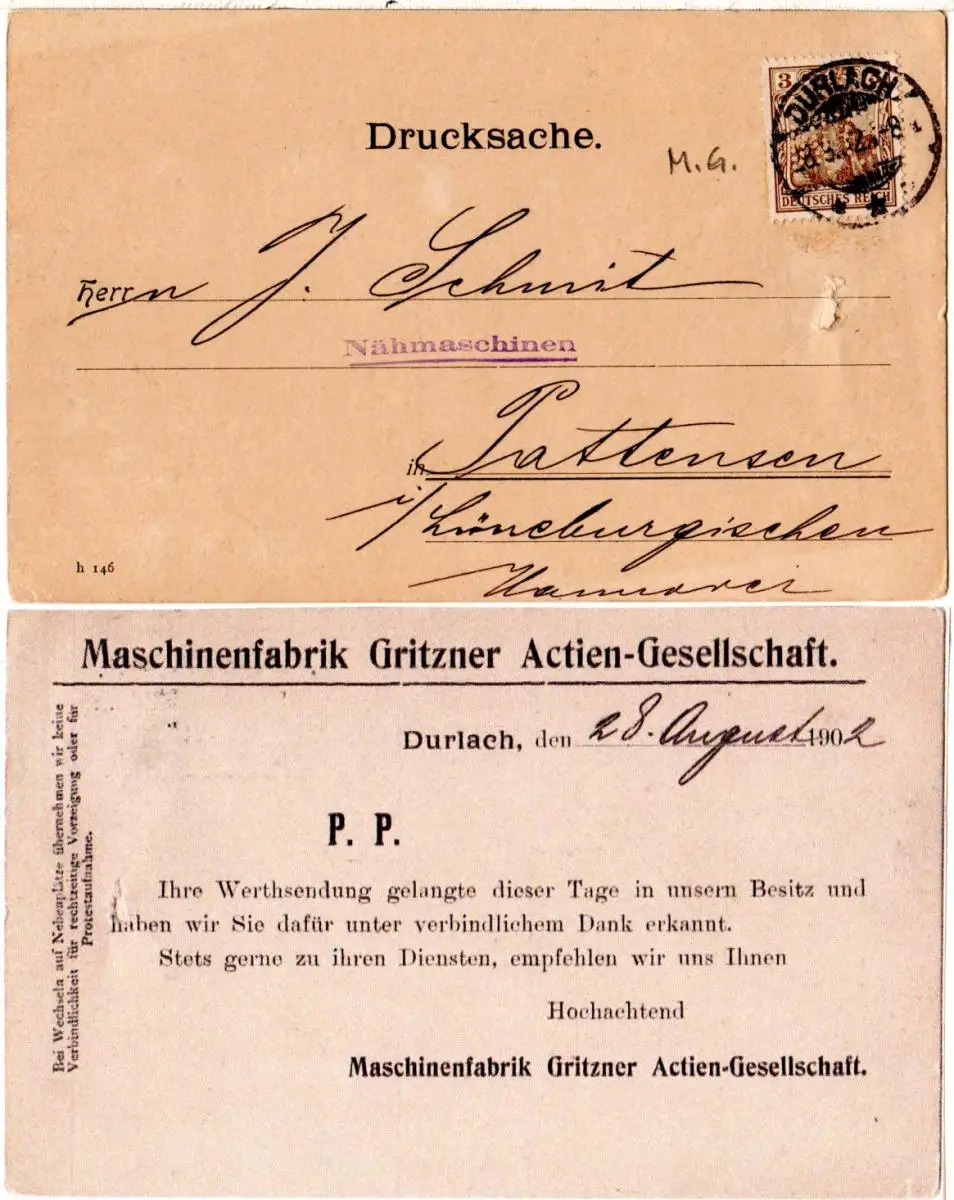 Drucksache.
M.G.
3
DURLACH
DEUTSCHES REICH
Herrn J. Schmit
Nähmaschinen
in Pattensen
i/Lüneburgischen
Hannover
h 146
Maschinenfabrik Gritzner Actien-Gesellschaft.
Durlach, den 28. August 1902
P. P.
Ihre Werthsendung gelangte dieser Tage in unsern Besitz und
haben wir Sie dafür unter verbindlichem Dank erkannt.
Stets gerne zu ihren Diensten, empfehlen wir uns Ihnen
Hochachtend
Maschinenfabrik Gritzner Actien-Gesellschaft.
Bei Wechseln auf Nebenplätze übernehmen wir keine
Verbindlichkeit für rechtzeitige Vorzeigung oder für
Protestaufnahme.